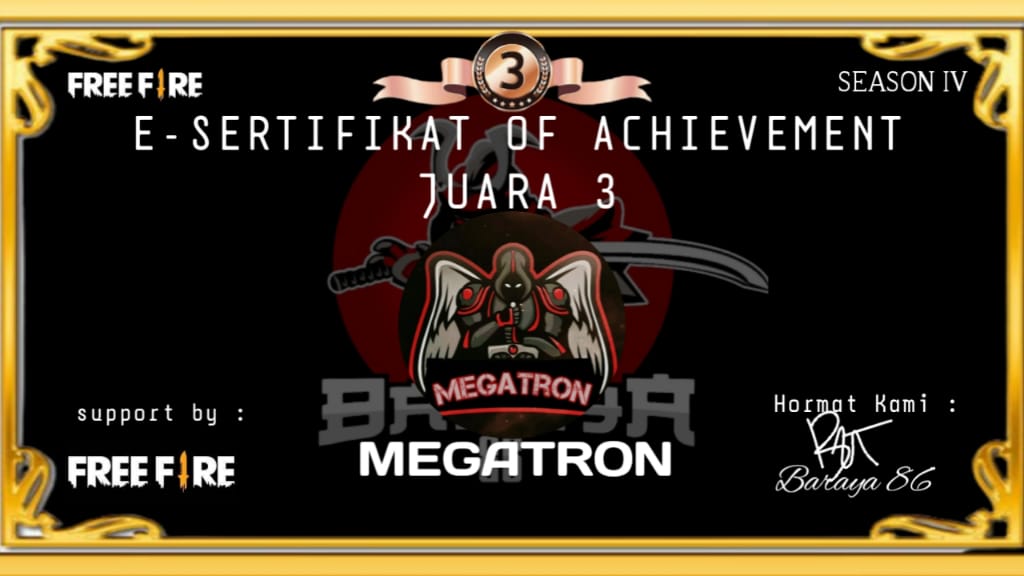 3
FREE FIRE
SEASON IV
E-SERTIFIKAT OF ACHIEVEMENT
JUARA 3
MEGATRON
support by :
Hormat Kami :
FREE FIRE
MEGATRON
Baraya 86